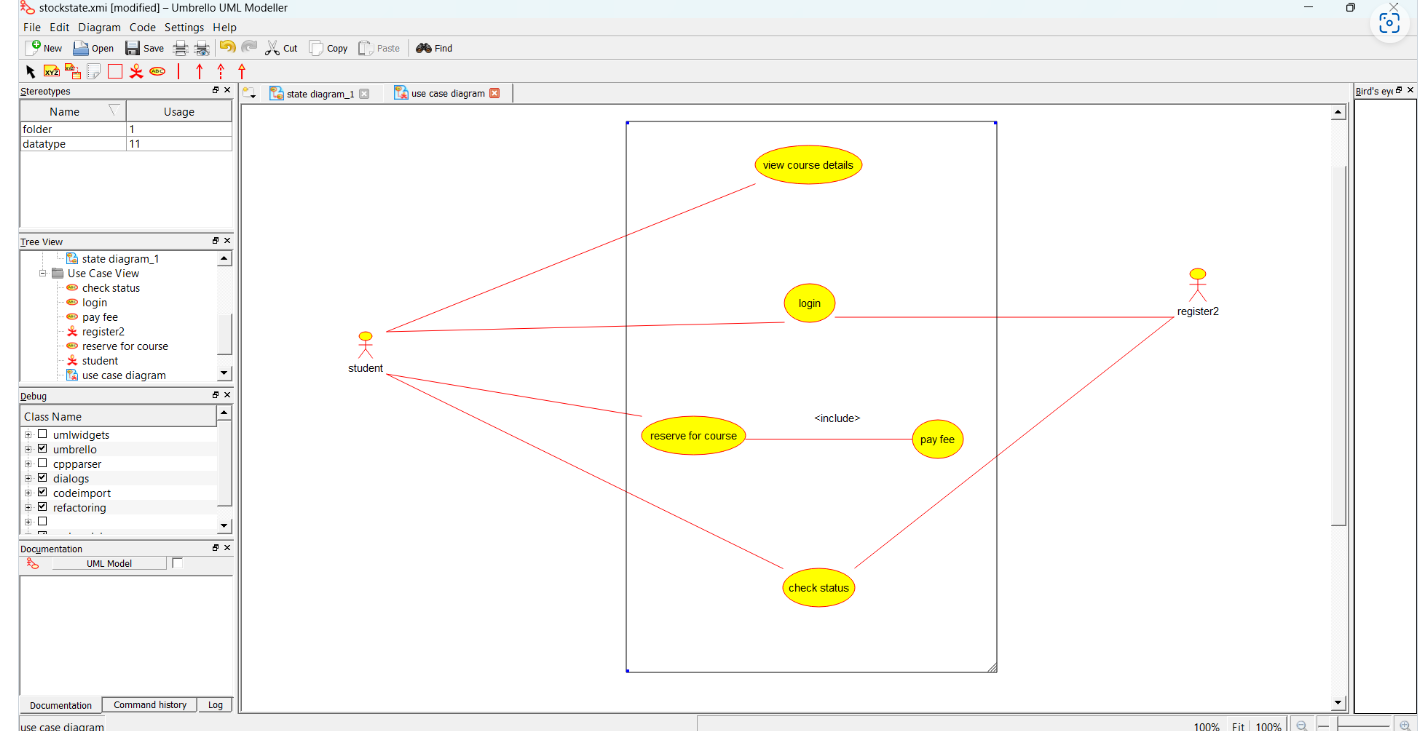 stockstate.xmi [modified] – Umbrello UML Modeller
File Edit Diagram Code Settings Help
New Open Save Cut Copy Paste Find
XYZ ABC
Stereotypes
Name Usage
folder 1
datatype 11
Tree View
state diagram_1
Use Case View
check status
login
pay fee
register2
reserve for course
student
use case diagram
Debug
Class Name
umlwidgets
umbrello
cppparser
dialogs
codeimport
refactoring
Documentation
UML Model
Documentation Command history Log
use case diagram
state diagram_1 use case diagram
view course details
login
register2
student
<include>
reserve for course pay fee
check status
Bird's eye
100% Fit 100%